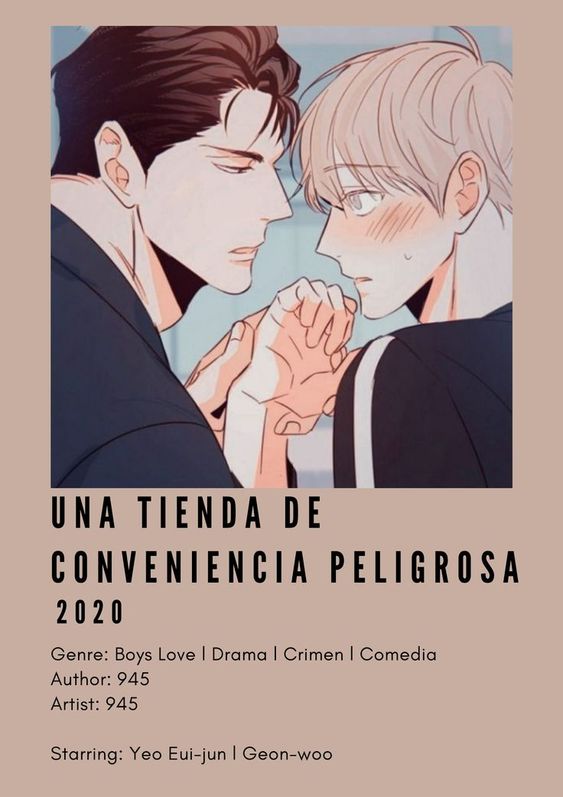 UNA TIENDA DE
CONVENIENCIA PELIGROSA
2020
Genre: Boys Love | Drama | Crimen | Comedia
Author: 945
Artist: 945
Starring: Yeo Eui-jun | Geon-woo